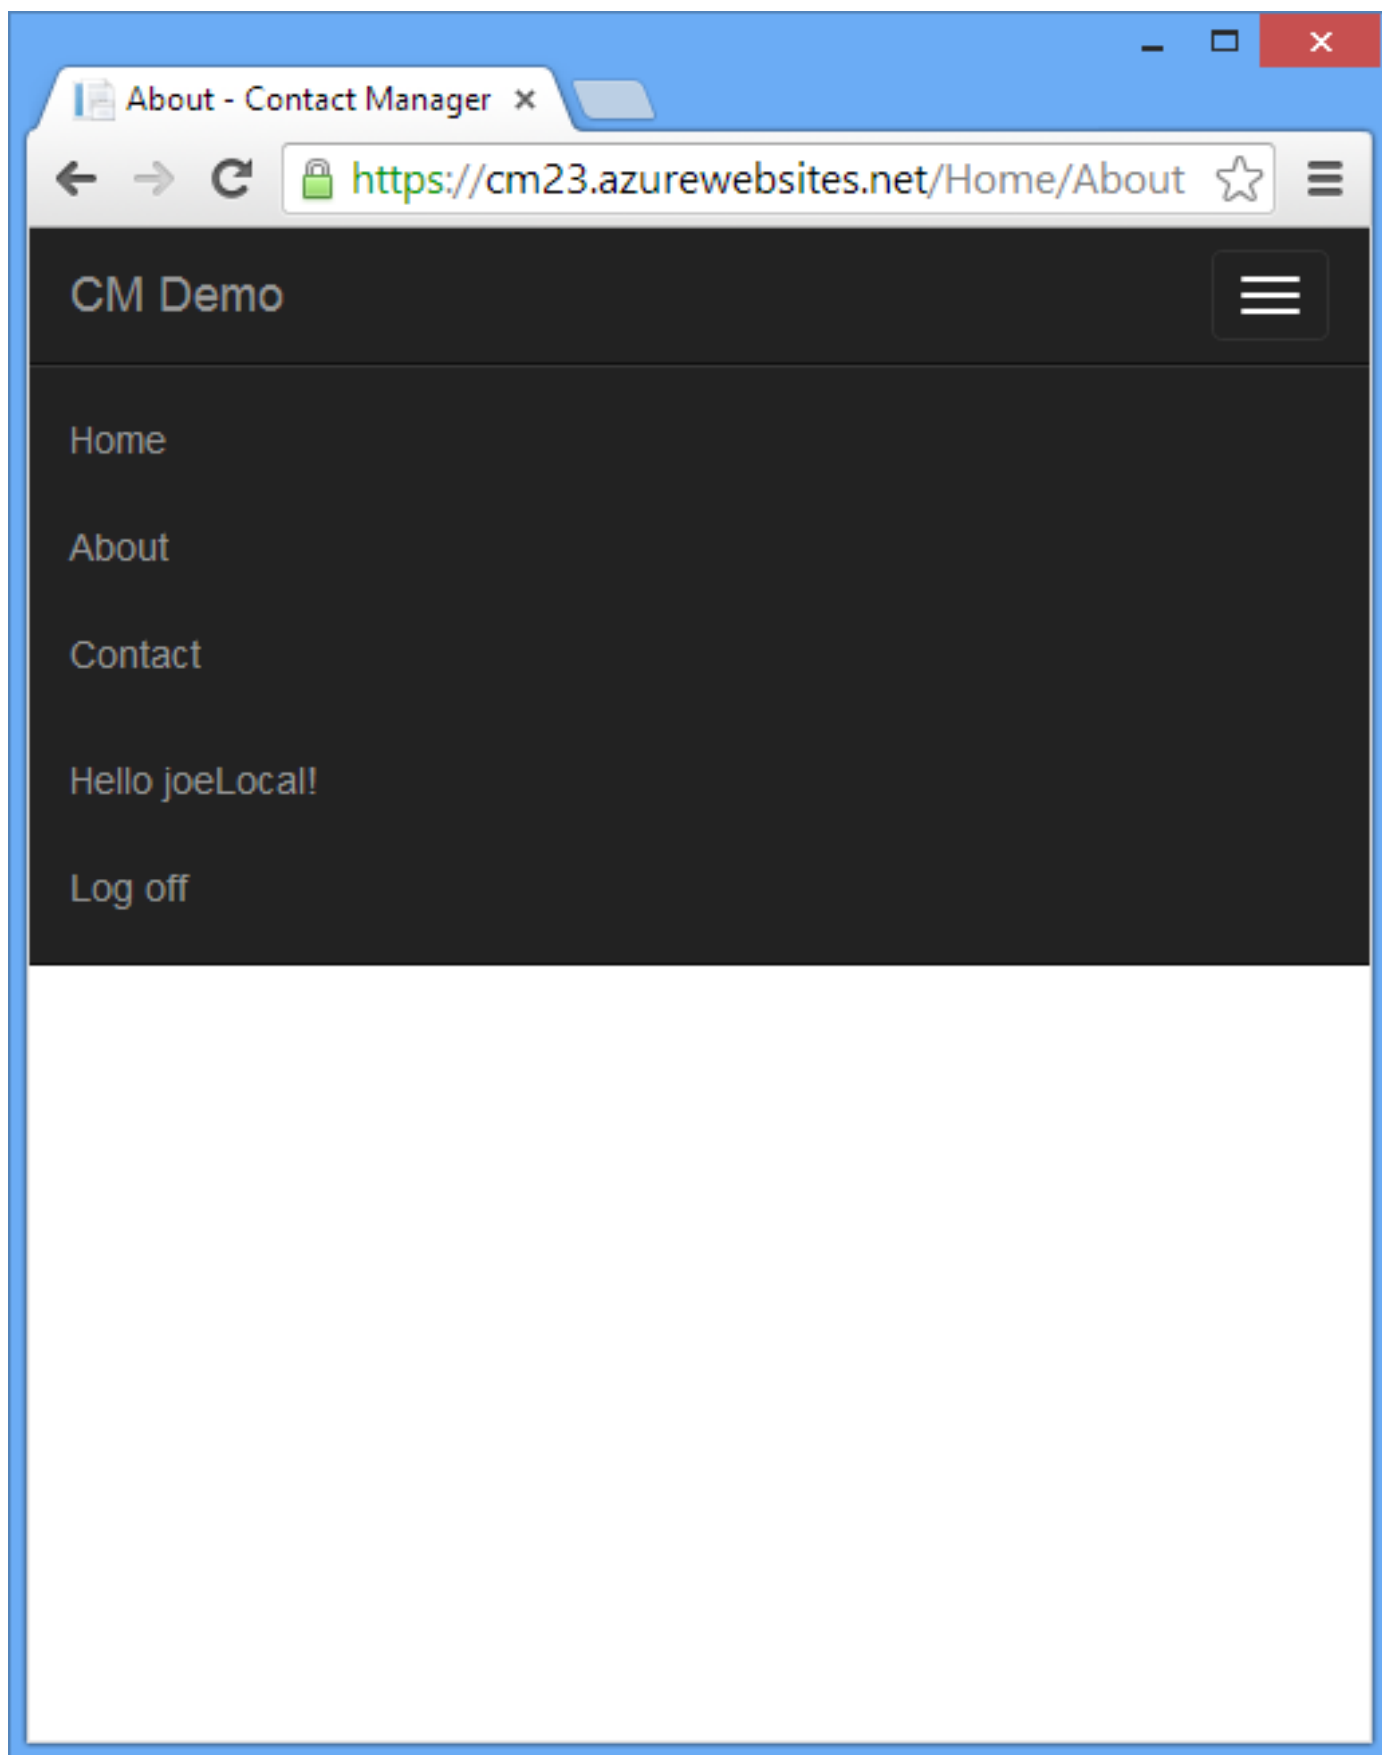 About - Contact Manager
https://cm23.azurewebsites.net/Home/About
CM Demo
Home
About
Contact
Hello joeLocal!
Log off